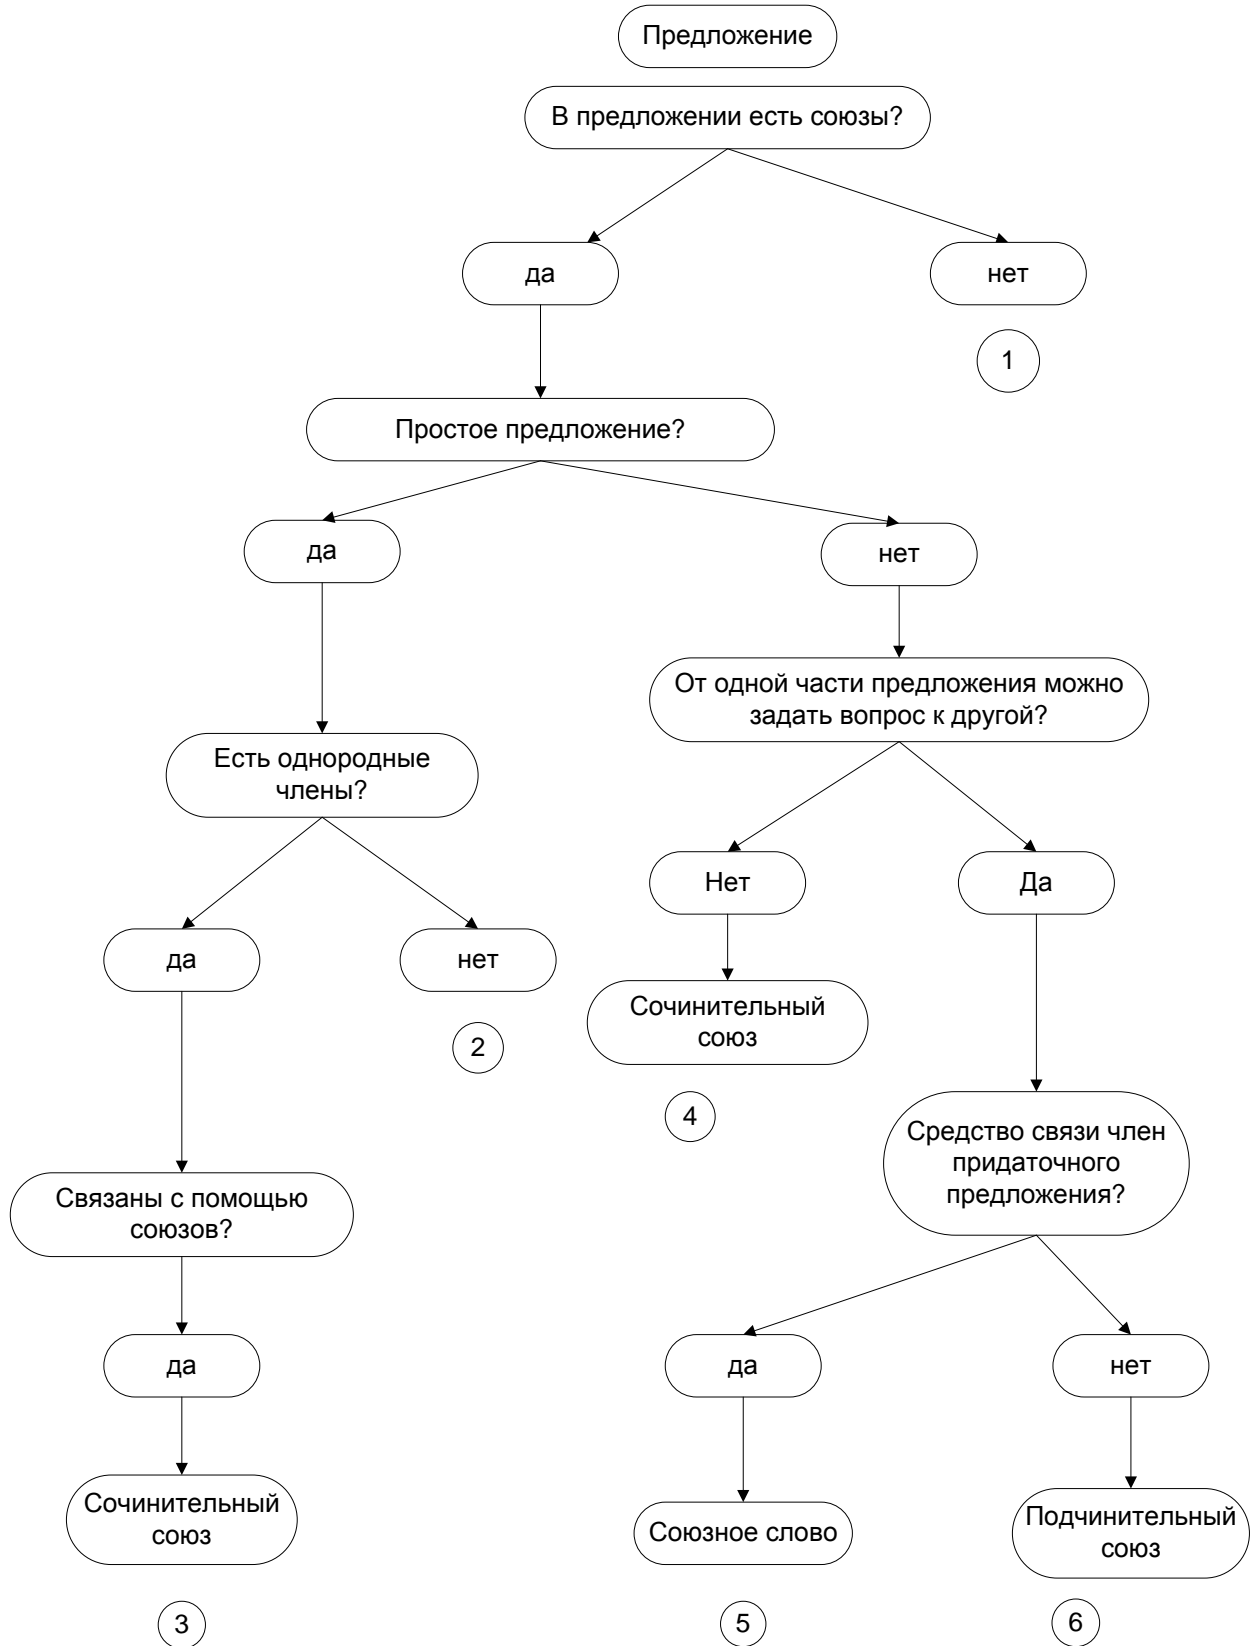 Предложение
В предложении есть союзы?
да
нет
1
Простое предложение?
да
нет
От одной части предложения можно
задать вопрос к другой?
Есть однородные
члены?
Нет
Да
да
нет
Сочинительный
союз
2
4
Средство связи член
придаточного
предложения?
Связаны с помощью
союзов?
да
да
нет
Сочинительный
союз
Союзное слово
Подчинительный
союз
3
5
6